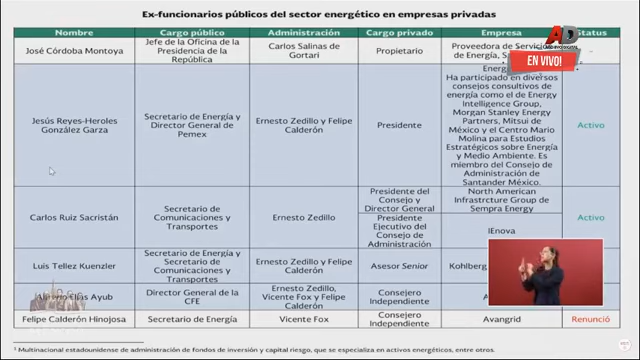 Ex-funcionarios públicos del sector energético en empresas privadas
Nombre Cargo público Administración Cargo privado Empresa Status
José Córdoba Montoya
Jefe de la Oficina de la
Presidencia de la
República
Carlos Salinas de
Gortari
Propietario
Proveedora de Servicios
de Energía,
-
Jesús Reyes-Heroles
González Garza
Secretario de Energía y
Director General de
Pemex
Ernesto Zedillo y Felipe
Calderón
Presidente
Ha participado en diversos
consejos consultivos de
energía como el de Energy
Intelligence Group,
Morgan Stanley Energy
Partners, Mitsui de
México y el Centro Mario
Molina para Estudios
Estratégicos sobre Energía
y Medio Ambiente. Es
miembro del Consejo de
Administración de
Santander México.
Activo
Carlos Ruiz Sacristán
Secretario de
Comunicaciones y
Transportes
Ernesto Zedillo
Presidente del
Consejo y
Director General
North American
Infrastrcture Group de
Sempra Energy
Presidente
Ejecutivo del
Consejo de
Administración
IEnova
Activo
Luis Tellez Kuenzler
Secretario de Energía y
Secretario de
Comunicaciones y
Transportes
Ernesto Zedillo y Felipe
Calderón
Asesor Senior
Kohlberg
Alberto Elías Ayub
Director General de la
CFE
Ernesto Zedillo,
Vicente Fox y Felipe
Calderón
Consejero
Independiente
Felipe Calderón Hinojosa
Secretario de Energía
Vicente Fox
Consejero
Independiente
Avangrid
Renunció
¹ Multinacional estadounidense de administración de fondos de inversión y capital riesgo, que se especializa en activos energéticos, entre otros.
AD
EN VIVO!